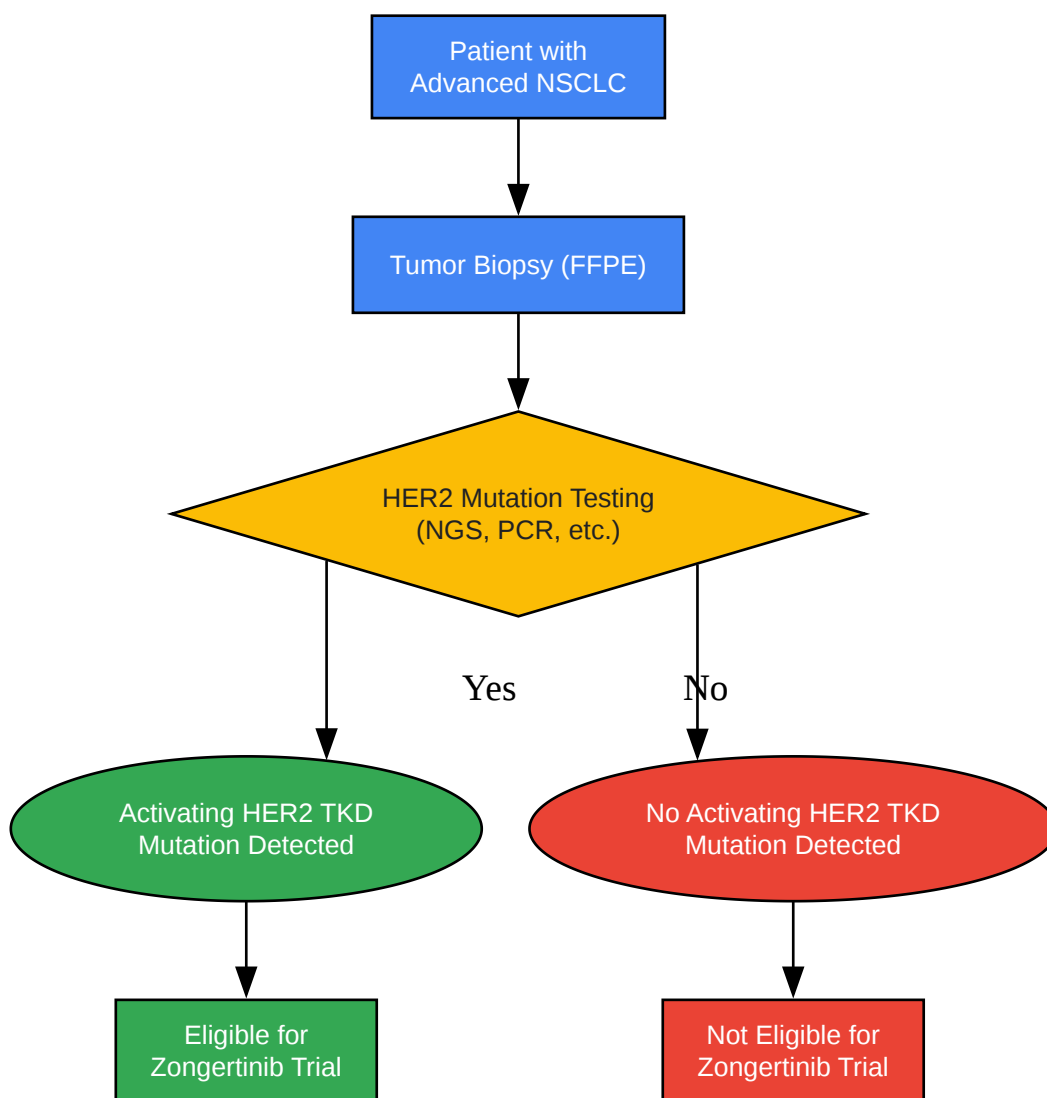 Patient with
Advanced NSCLC
Tumor Biopsy (FFPE)
HER2 Mutation Testing
(NGS, PCR, etc.)
Yes
No
Activating HER2 TKD
Mutation Detected
No Activating HER2 TKD
Mutation Detected
Eligible for
Zongertinib Trial
Not Eligible for
Zongertinib Trial